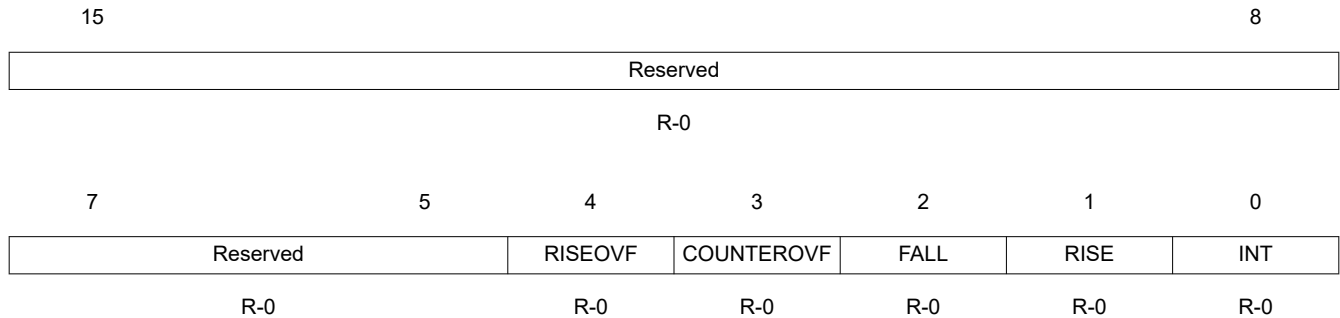 15 8
Reserved
R-0
7 5 4 3 2 1 0
Reserved RISEOVF COUNTEROVF FALL RISE INT
R-0 R-0 R-0 R-0 R-0 R-0